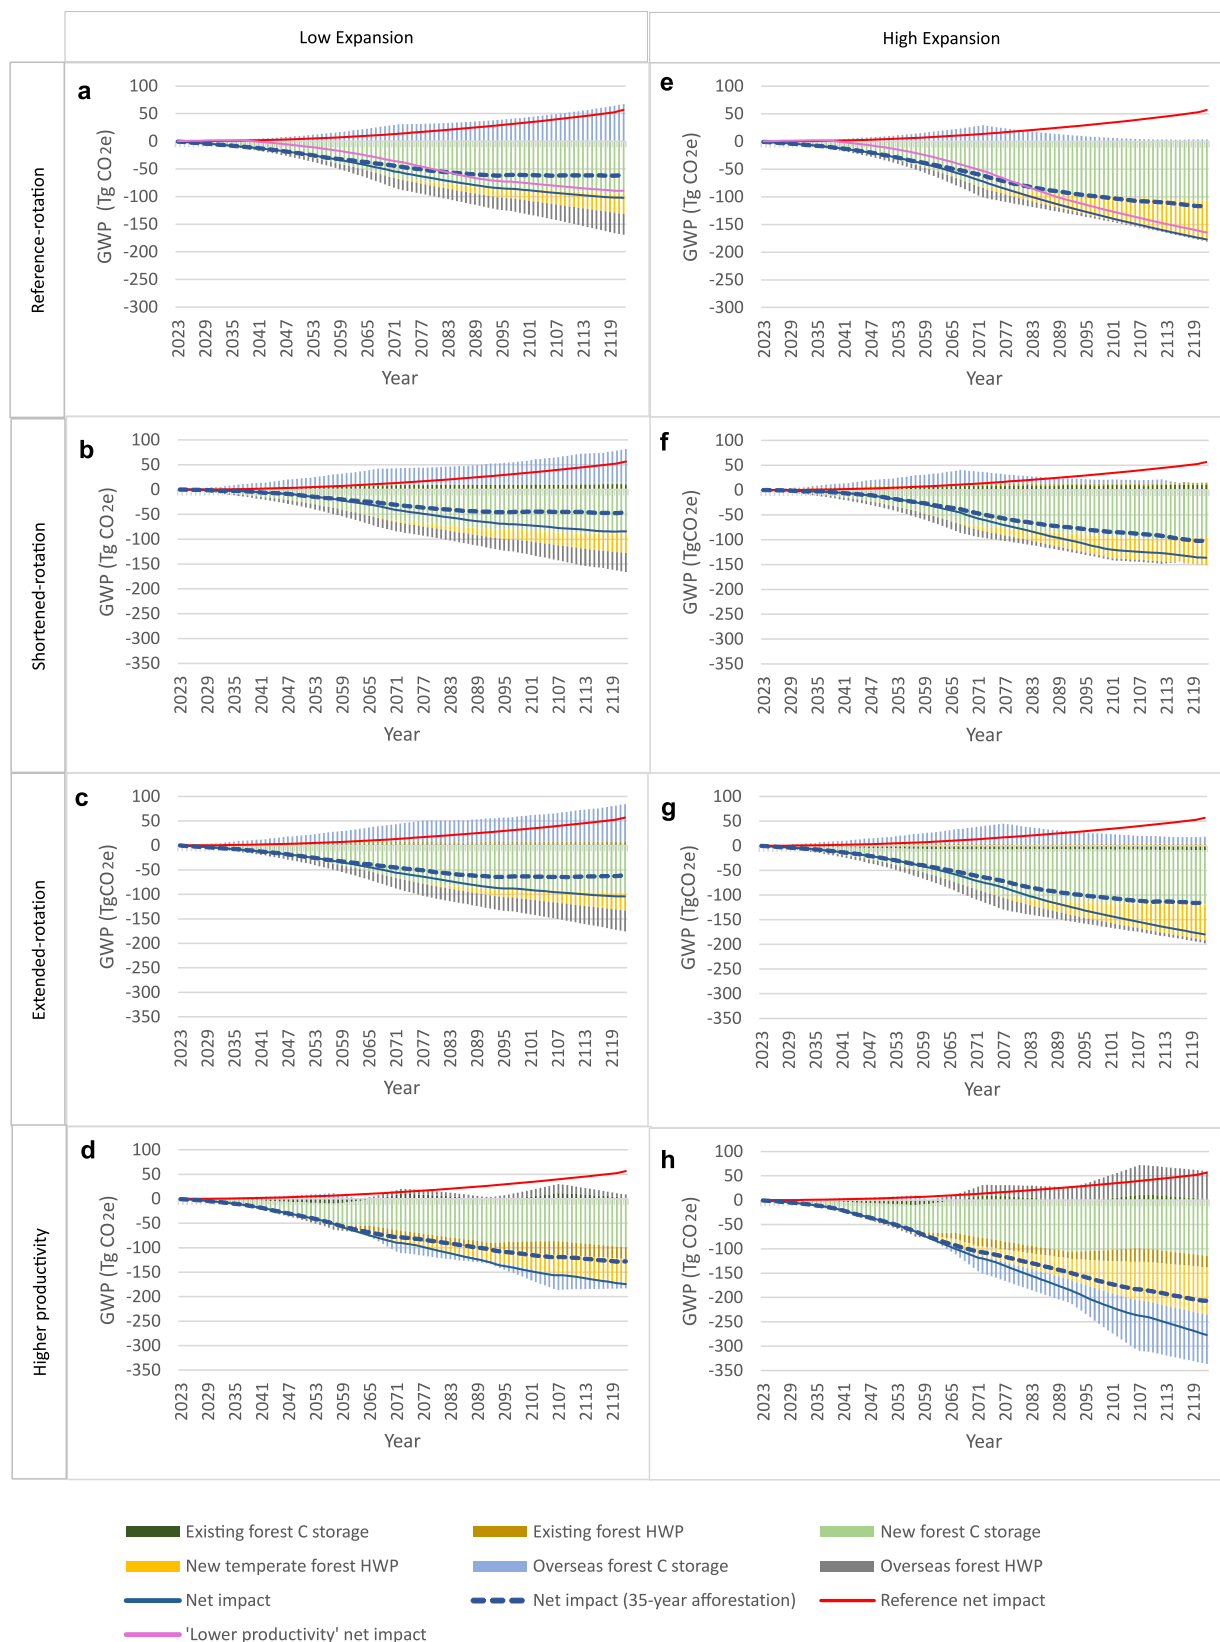 Low Expansion
High Expansion
Reference-rotation
a
GWP (Tg CO2e)
100
50
0
-50
-100
-150
-200
-250
-300
2023 2029 2035 2041 2047 2053 2059 2065 2071 2077 2083 2089 2095 2101 2107 2113 2119
Year
e
GWP (Tg CO2e)
100
50
0
-50
-100
-150
-200
-250
-300
2023 2029 2035 2041 2047 2053 2059 2065 2071 2077 2083 2089 2095 2101 2107 2113 2119
Year
Shortened-rotation
b
GWP (Tg CO2e)
100
50
0
-50
-100
-150
-200
-250
-300
-350
2023 2029 2035 2041 2047 2053 2059 2065 2071 2077 2083 2089 2095 2101 2107 2113 2119
Year
f
GWP (TgCO2e)
100
50
0
-50
-100
-150
-200
-250
-300
-350
2023 2029 2035 2041 2047 2053 2059 2065 2071 2077 2083 2089 2095 2101 2107 2113 2119
Year
Extended-rotation
c
GWP (TgCO2e)
100
50
0
-50
-100
-150
-200
-250
-300
-350
2023 2029 2035 2041 2047 2053 2059 2065 2071 2077 2083 2089 2095 2101 2107 2113 2119
Year
g
GWP (TgCO2e)
100
50
0
-50
-100
-150
-200
-250
-300
-350
2023 2029 2035 2041 2047 2053 2059 2065 2071 2077 2083 2089 2095 2101 2107 2113 2119
Year
Higher productivity
d
GWP (Tg CO2e)
100
50
0
-50
-100
-150
-200
-250
-300
-350
2023 2029 2035 2041 2047 2053 2059 2065 2071 2077 2083 2089 2095 2101 2107 2113 2119
Year
h
GWP (Tg CO2e)
100
50
0
-50
-100
-150
-200
-250
-300
-350
2023 2029 2035 2041 2047 2053 2059 2065 2071 2077 2083 2089 2095 2101 2107 2113 2119
Year
Existing forest C storage
Existing forest HWP
New forest C storage
New temperate forest HWP
Overseas forest C storage
Overseas forest HWP
Net impact
Net impact (35-year afforestation)
Reference net impact
'Lower productivity' net impact